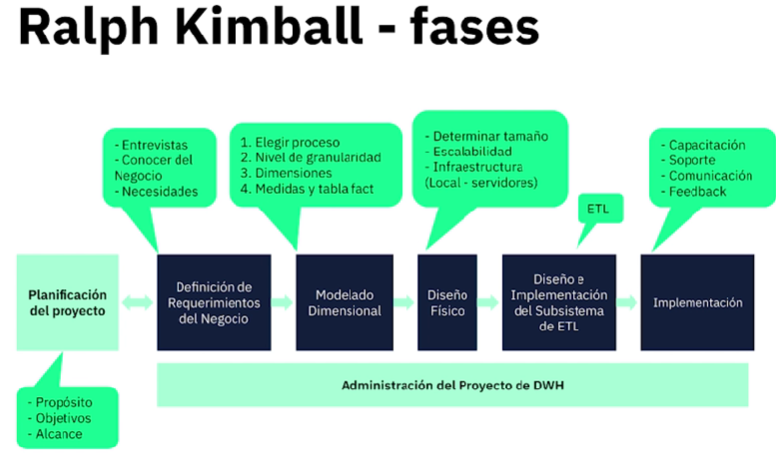 Ralph Kimball - fases
- Entrevistas
- Conocer del
Negocio
- Necesidades
1. Elegir proceso
2. Nivel de granularidad
3. Dimensiones
4. Medidas y tabla fact
- Determinar tamaño
- Escalabilidad
- Infraestructura
(Local - servidores)
ETL
- Capacitación
- Soporte
- Comunicación
- Feedback
Planificación
del proyecto
Definición de
Requerimientos
del Negocio
Modelado
Dimensional
Diseño
Físico
Diseño e
Implementación
del Subsistema
de ETL
Implementación
Administración del Proyecto de DWH
- Propósito
- Objetivos
- Alcance